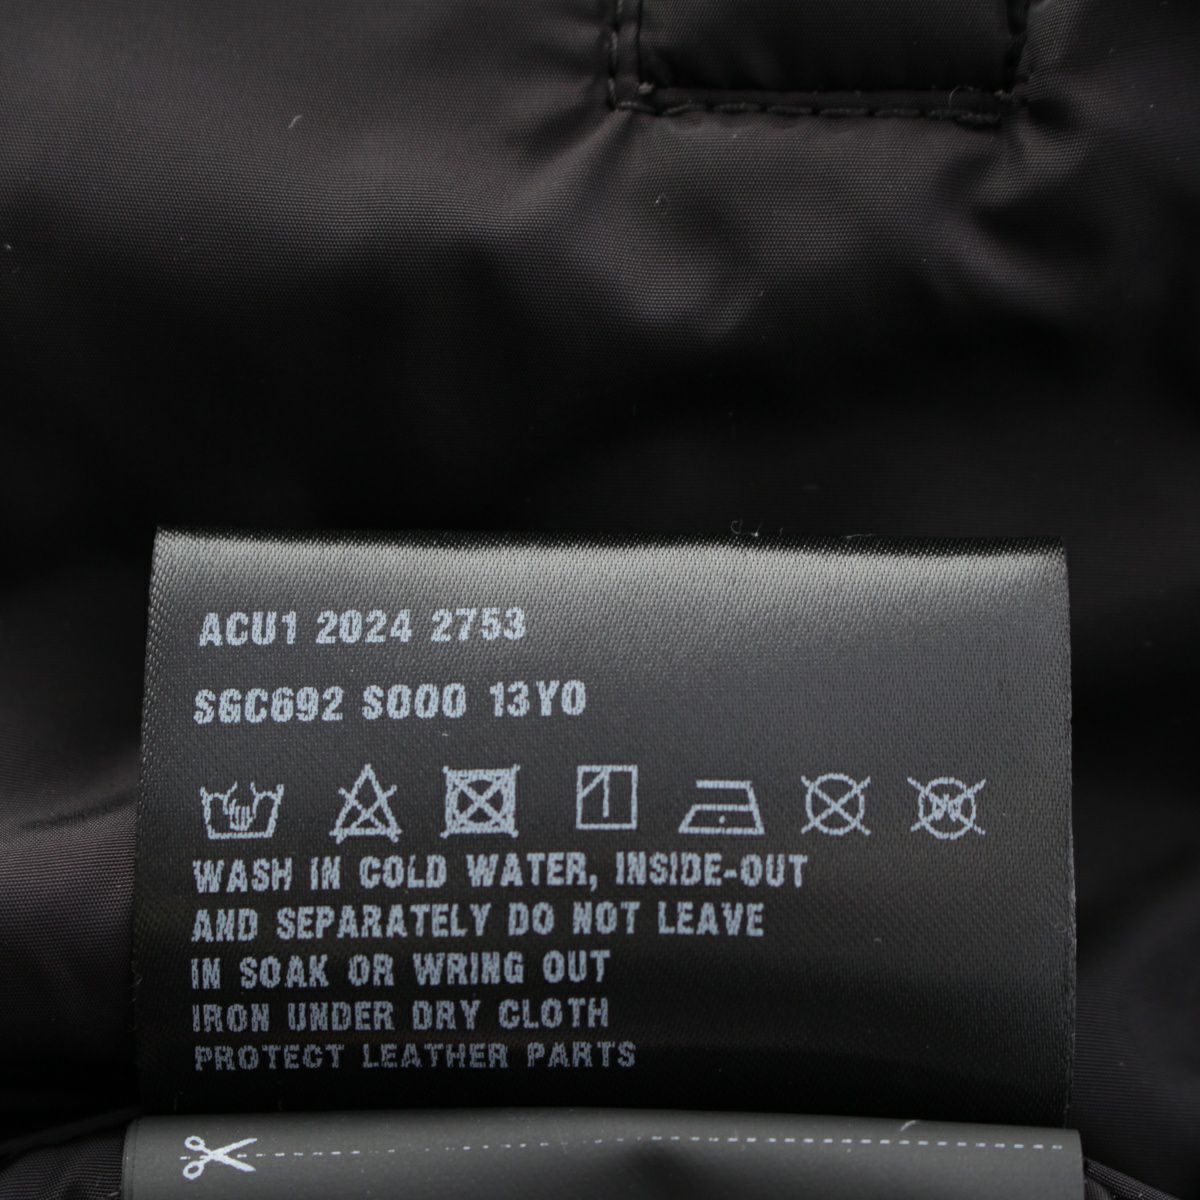 ACU1 2024 2753
SGC692 S000 13Y0
WASH IN COLD WATER, INSIDE-OUT
AND SEPARATELY DO NOT LEAVE
IN SOAK OR WRING OUT
IRON UNDER DRY CLOTH
PROTECT LEATHER PARTS